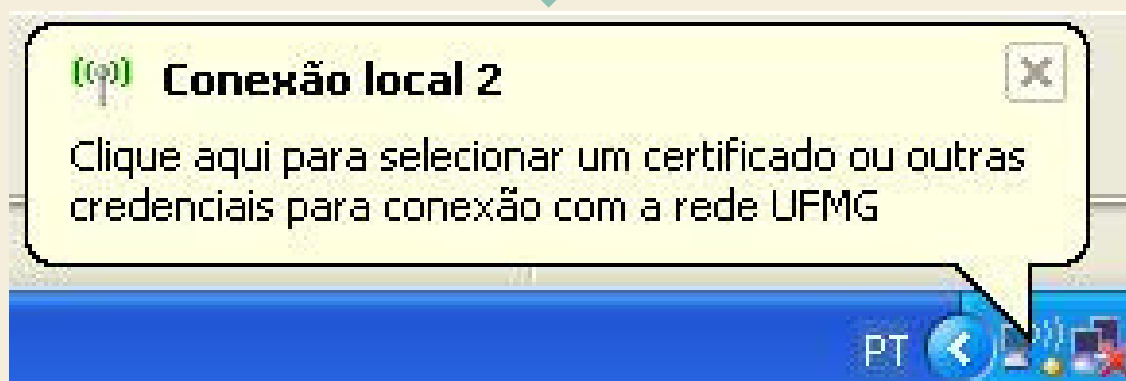 Conexão local 2
Clique aqui para selecionar um certificado ou outras
credenciais para conexão com a rede UFMG
PT